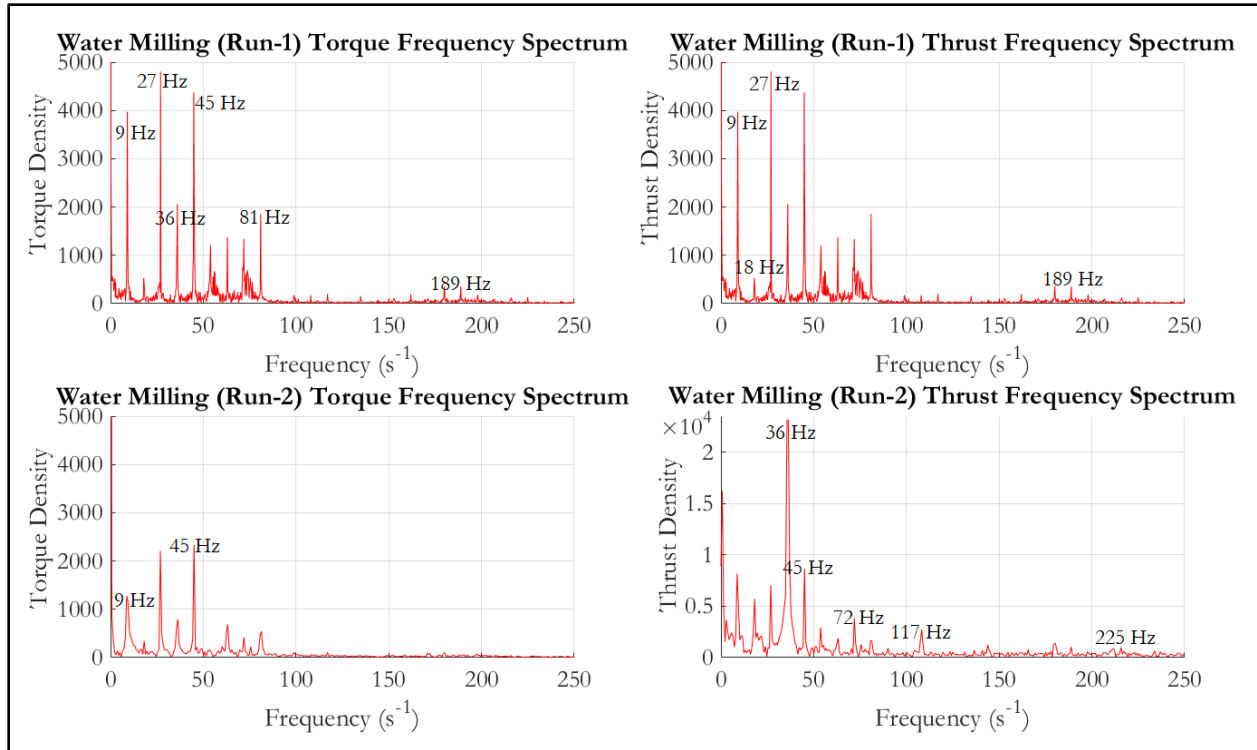 Water Milling (Run-1) Torque Frequency Spectrum
Torque Density
5000
4000
3000
2000
1000
0
27 Hz
45 Hz
9 Hz
36 Hz
81 Hz
189 Hz
0 50 100 150 200 250
Frequency (s⁻¹)
Water Milling (Run-1) Thrust Frequency Spectrum
Thrust Density
5000
4000
3000
2000
1000
0
27 Hz
9 Hz
18 Hz
189 Hz
0 50 100 150 200 250
Frequency (s⁻¹)
Water Milling (Run-2) Torque Frequency Spectrum
Torque Density
5000
4000
3000
2000
1000
0
45 Hz
9 Hz
0 50 100 150 200 250
Frequency (s⁻¹)
Water Milling (Run-2) Thrust Frequency Spectrum
×10⁴
Thrust Density
2
1.5
1
0.5
0
36 Hz
45 Hz
72 Hz
117 Hz
225 Hz
0 50 100 150 200 250
Frequency (s⁻¹)